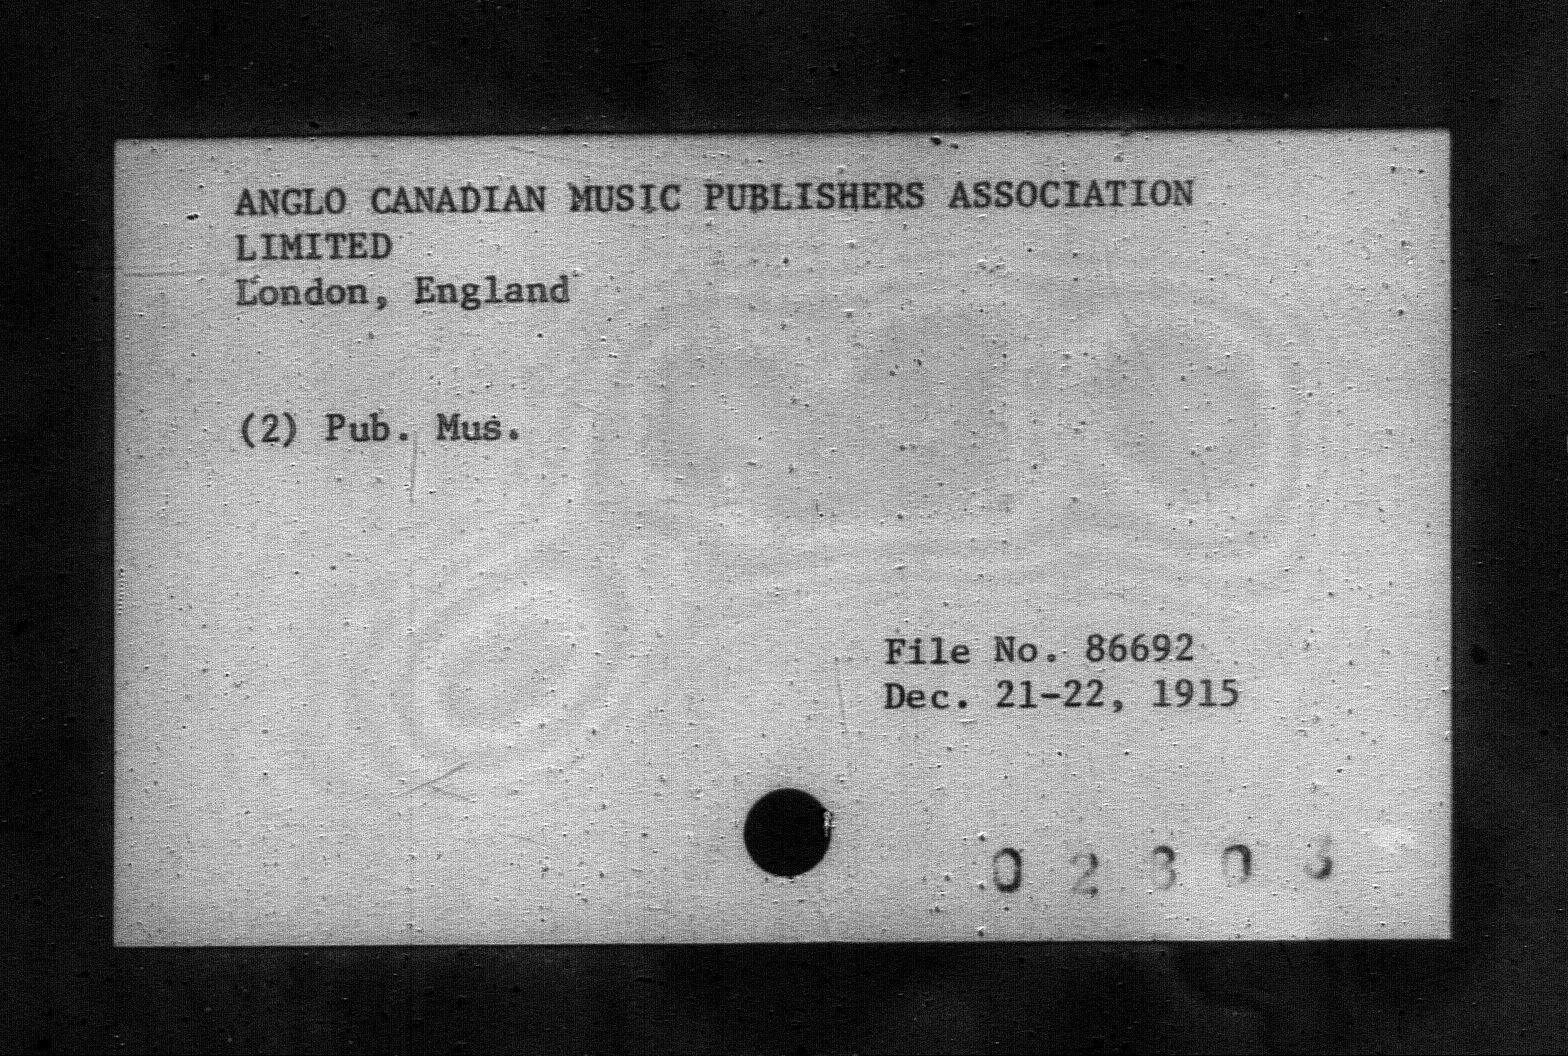 ANGLO CANADIAN MUSIC PUBLISHERS ASSOCIATION
LIMITED
London, England
(2) Pub. Mus.
File No. 86692
Dec. 21-22, 1915